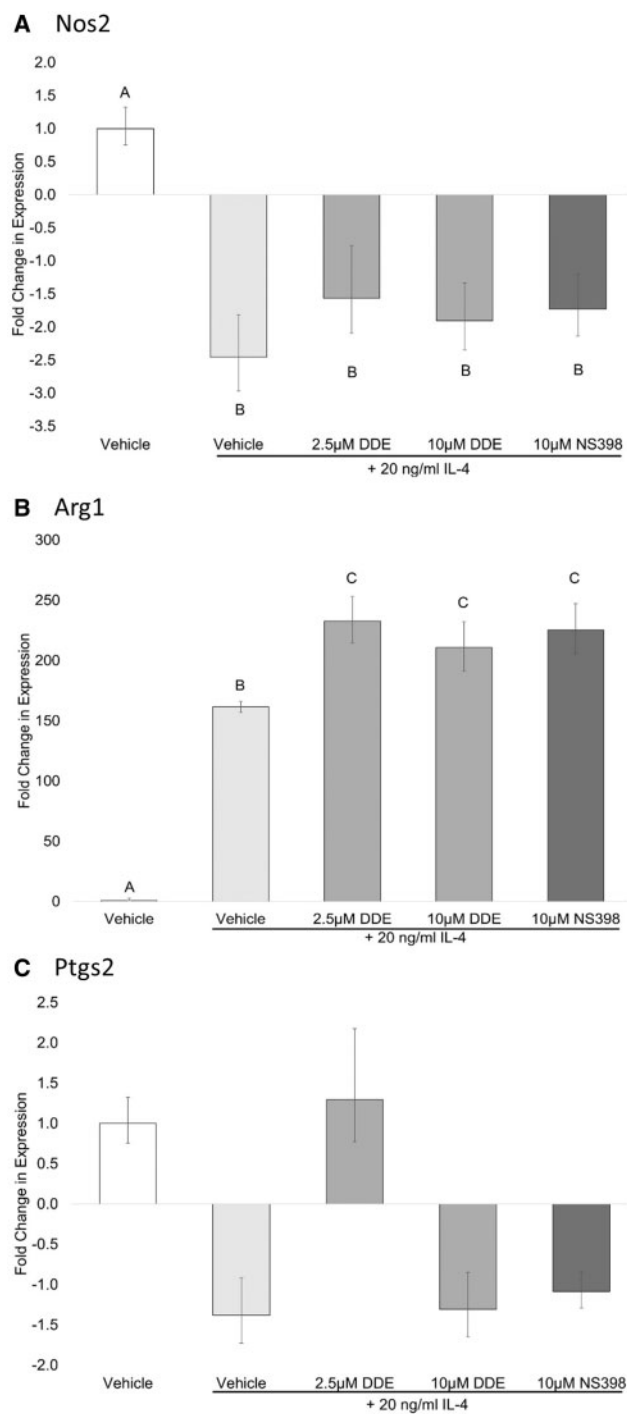 A Nos2
2.0
1.5
1.0
0.5
0.0
-0.5
-1.0
-1.5
-2.0
-2.5
-3.0
-3.5
Fold Change in Expression
A
B
B
B
B
Vehicle Vehicle 2.5µM DDE 10µM DDE 10µM NS398
+ 20 ng/ml IL-4
B Arg1
300
250
200
150
100
50
0
Fold Change in Expression
A
B
C
C
C
Vehicle Vehicle 2.5µM DDE 10µM DDE 10µM NS398
+ 20 ng/ml IL-4
C Ptgs2
2.5
2.0
1.5
1.0
0.5
0.0
-0.5
-1.0
-1.5
-2.0
Fold Change in Expression
Vehicle Vehicle 2.5µM DDE 10µM DDE 10µM NS398
+ 20 ng/ml IL-4